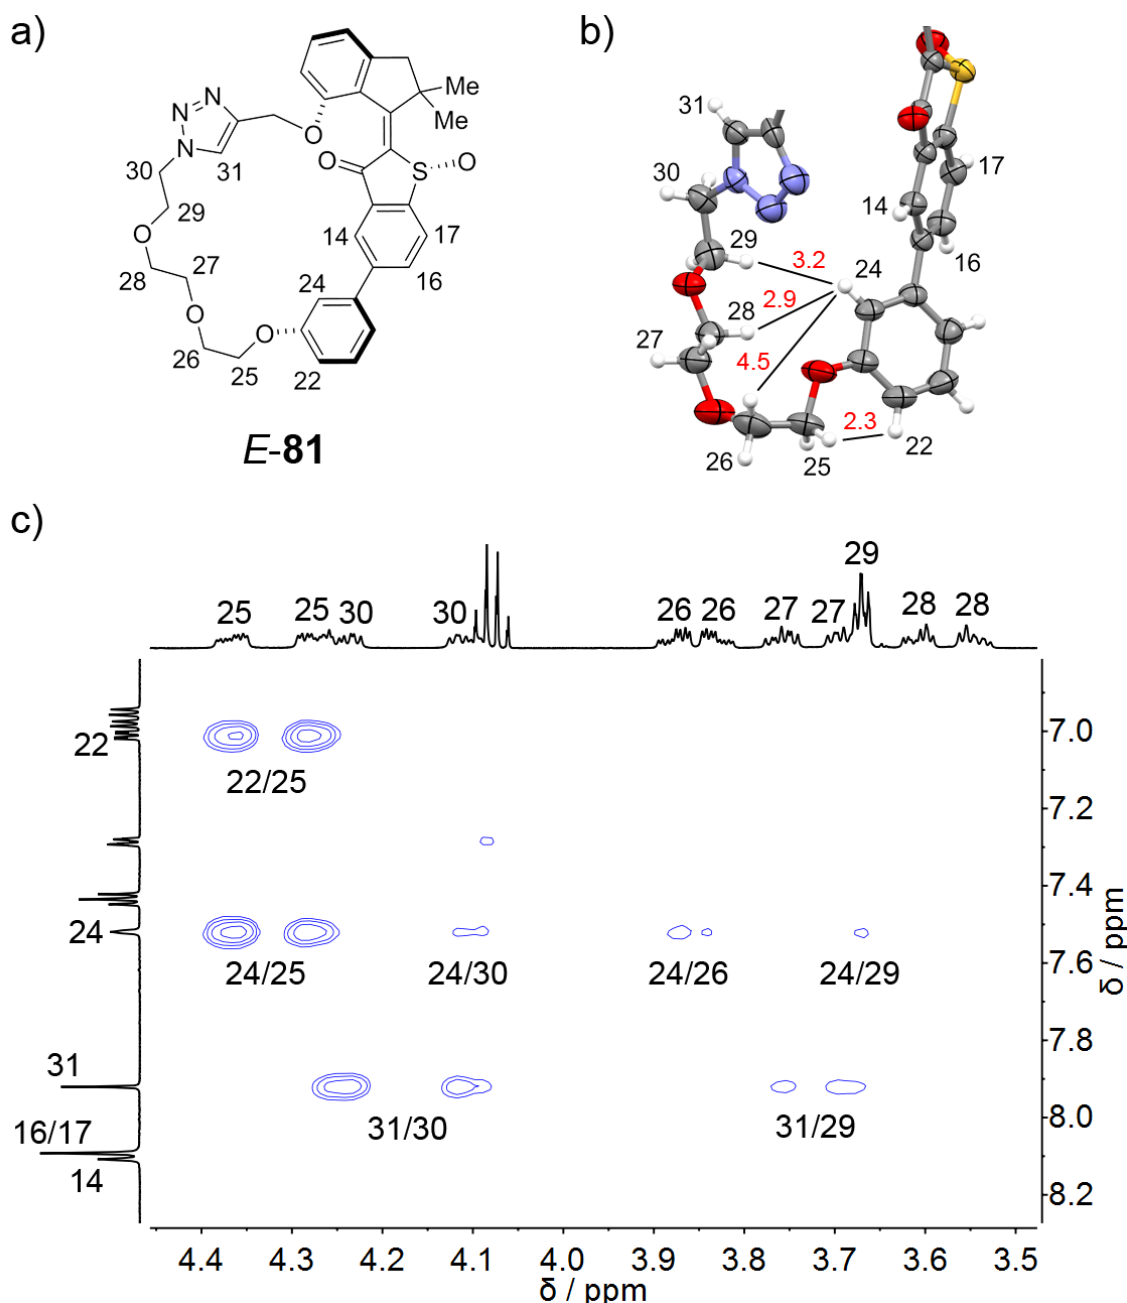 a)
b)
N
N
N
O
Me
Me
O
S
O
30
31
29
O
28
27
O
26
25
O
24
22
14
17
16
E-81
31
30
29
28
27
26
25
22
24
14
16
17
3.2
2.9
4.5
2.3
c)
25 25 30 30 26 26 27 27 29 28 28
22
24
31
16/17
14
22/25
24/25 24/30 24/26 24/29
31/30 31/29
7.0
7.2
7.4
7.6
7.8
8.0
8.2
δ / ppm
4.4 4.3 4.2 4.1 4.0 3.9 3.8 3.7 3.6 3.5
δ / ppm